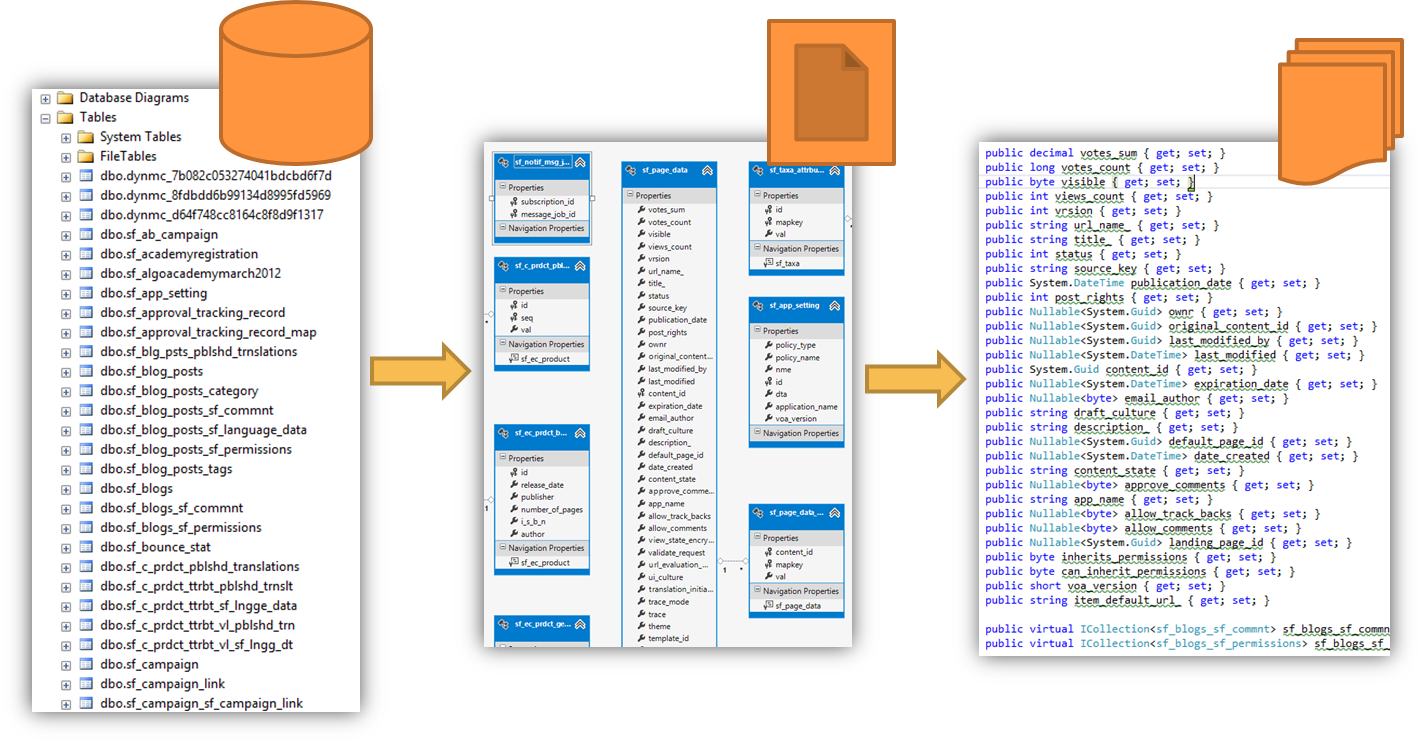 Database Diagrams
Tables
System Tables
FileTables
dbo.dynmc_7b082c053274041bdcbd6f7d
dbo.dynmc_8fdbdd6b99134d8995fd5969
dbo.dynmc_d64f748cc8164c8f8d9f1317
dbo.sf_ab_campaign
dbo.sf_academyregistration
dbo.sf_algoacademymarch2012
dbo.sf_app_setting
dbo.sf_approval_tracking_record
dbo.sf_approval_tracking_record_map
dbo.sf_blg_psts_pblshd_trnslations
dbo.sf_blog_posts
dbo.sf_blog_posts_category
dbo.sf_blog_posts_sf_commnt
dbo.sf_blog_posts_sf_language_data
dbo.sf_blog_posts_sf_permissions
dbo.sf_blog_posts_tags
dbo.sf_blogs
dbo.sf_blogs_sf_commnt
dbo.sf_blogs_sf_permissions
dbo.sf_bounce_stat
dbo.sf_c_prdct_pblshd_translations
dbo.sf_c_prdct_ttrbt_pblshd_trnslt
dbo.sf_c_prdct_ttrbt_sf_lngge_data
dbo.sf_c_prdct_ttrbt_vl_pblshd_trn
dbo.sf_c_prdct_ttrbt_vl_sf_lngg_dt
dbo.sf_campaign
dbo.sf_campaign_link
dbo.sf_campaign_sf_campaign_link
sf_notif_msg_j...
Properties
subscription_id
message_job_id
Navigation Properties
sf_c_prdct_pbl...
Properties
id
seq
val
Navigation Properties
sf_ec_product
sf_ec_prdct_b...
Properties
id
release_date
publisher
number_of_pages
i_s_b_n
author
Navigation Properties
sf_ec_product
sf_ec_prdct_ge...
*
1
sf_page_data
Properties
votes_sum
votes_count
visible
views_count
vrsion
url_name_
title_
status
source_key
publication_date
post_rights
ownr
original_content...
last_modified_by
last_modified
content_id
expiration_date
email_author
draft_culture
description_
default_page_id
date_created
content_state
approve_comme...
app_name
allow_track_backs
allow_comments
view_state_encry...
validate_request
url_evaluation_...
ui_culture
translation_initia...
trace_mode
trace
theme
template_id
1
*
sf_taxa_attribu...
Properties
id
mapkey
val
Navigation Properties
sf_taxa
sf_app_setting
Properties
policy_type
policy_name
nme
id
dta
application_name
voa_version
Navigation Properties
sf_page_data_...
Properties
content_id
mapkey
val
Navigation Properties
sf_page_data
public decimal votes_sum { get; set; }
public long votes_count { get; set; }
public byte visible { get; set; }
public int views_count { get; set; }
public int vrsion { get; set; }
public string url_name_ { get; set; }
public string title_ { get; set; }
public int status { get; set; }
public string source_key { get; set; }
public System.DateTime publication_date { get; set; }
public int post_rights { get; set; }
public Nullable<System.Guid> ownr { get; set; }
public Nullable<System.Guid> original_content_id { get; set; }
public Nullable<System.Guid> last_modified_by { get; set; }
public Nullable<System.DateTime> last_modified { get; set; }
public System.Guid content_id { get; set; }
public Nullable<System.DateTime> expiration_date { get; set; }
public Nullable<byte> email_author { get; set; }
public string draft_culture { get; set; }
public string description_ { get; set; }
public Nullable<System.Guid> default_page_id { get; set; }
public Nullable<System.DateTime> date_created { get; set; }
public string content_state { get; set; }
public Nullable<byte> approve_comments { get; set; }
public string app_name { get; set; }
public Nullable<byte> allow_track_backs { get; set; }
public Nullable<byte> allow_comments { get; set; }
public Nullable<System.Guid> landing_page_id { get; set; }
public byte inherits_permissions { get; set; }
public byte can_inherit_permissions { get; set; }
public short voa_version { get; set; }
public string item_default_url_ { get; set; }
public virtual ICollection<sf_blogs_sf_commnt> sf_blogs_sf_commn
public virtual ICollection<sf_blogs_sf_permissions> sf_blogs_sf_